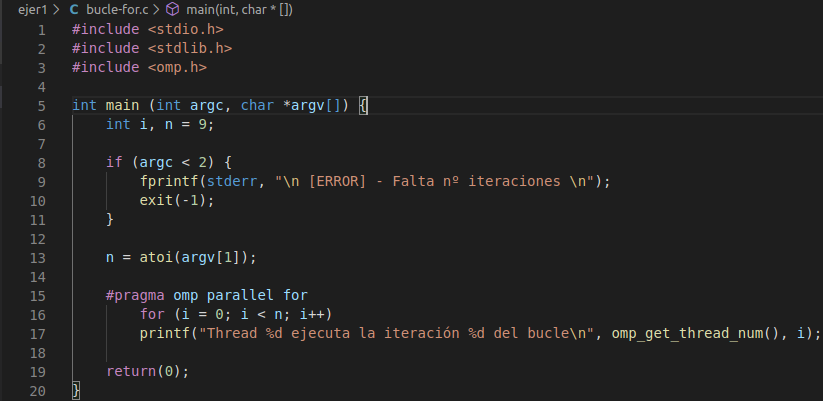 ejer1 > C bucle-for.c > main(int, char * [])
1 #include <stdio.h>
2 #include <stdlib.h>
3 #include <omp.h>
4
5 int main (int argc, char *argv[]) {
6 int i, n = 9;
7
8 if (argc < 2) {
9 fprintf(stderr, "\n [ERROR] - Falta nº iteraciones \n");
10 exit(-1);
11 }
12
13 n = atoi(argv[1]);
14
15 #pragma omp parallel for
16 for (i = 0; i < n; i++)
17 printf("Thread %d ejecuta la iteración %d del bucle\n", omp_get_thread_num(), i);
18
19 return(0);
20 }